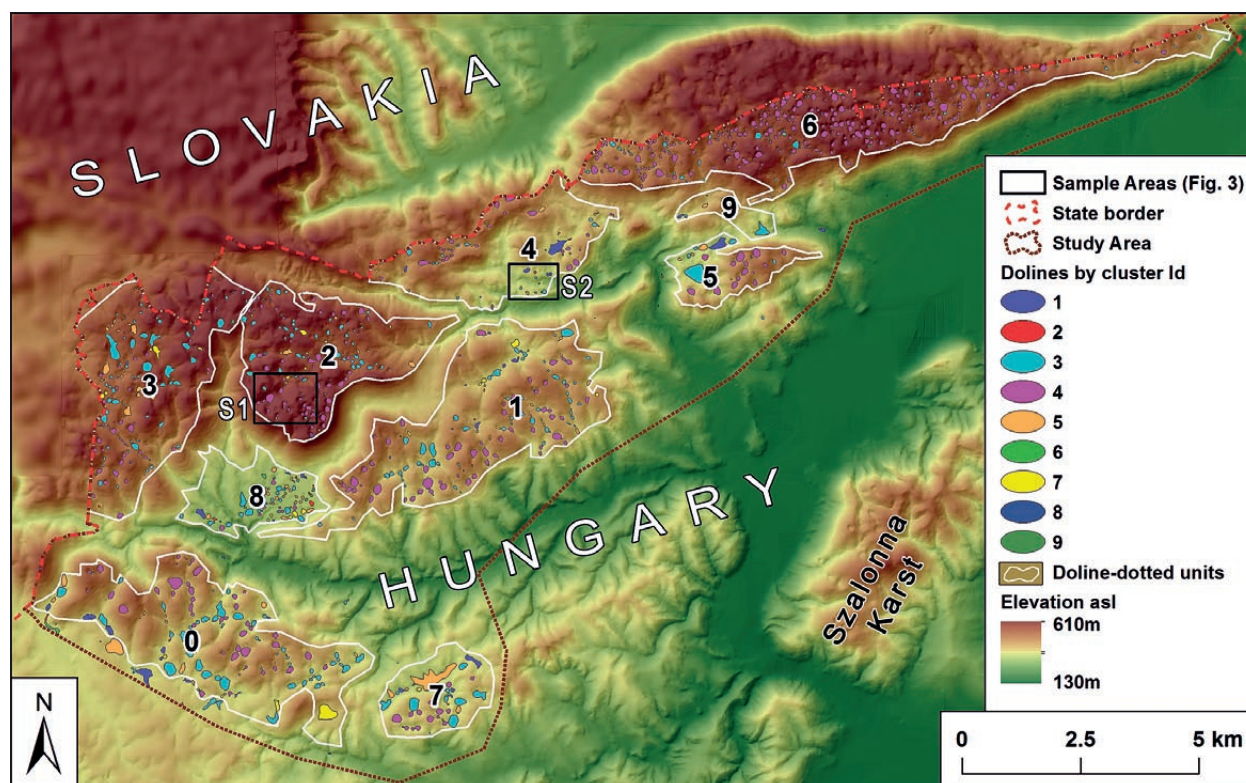 SLOVAKIA
6
9
4
5
S2
2
3
S1
1
8
HUNGARY
Szalonna
Karst
0
7
N
Sample Areas (Fig. 3)
State border
Study Area
Dolines by cluster Id
1
2
3
4
5
6
7
8
9
Doline-dotted units
Elevation asl
610m
130m
0 2.5 5 km